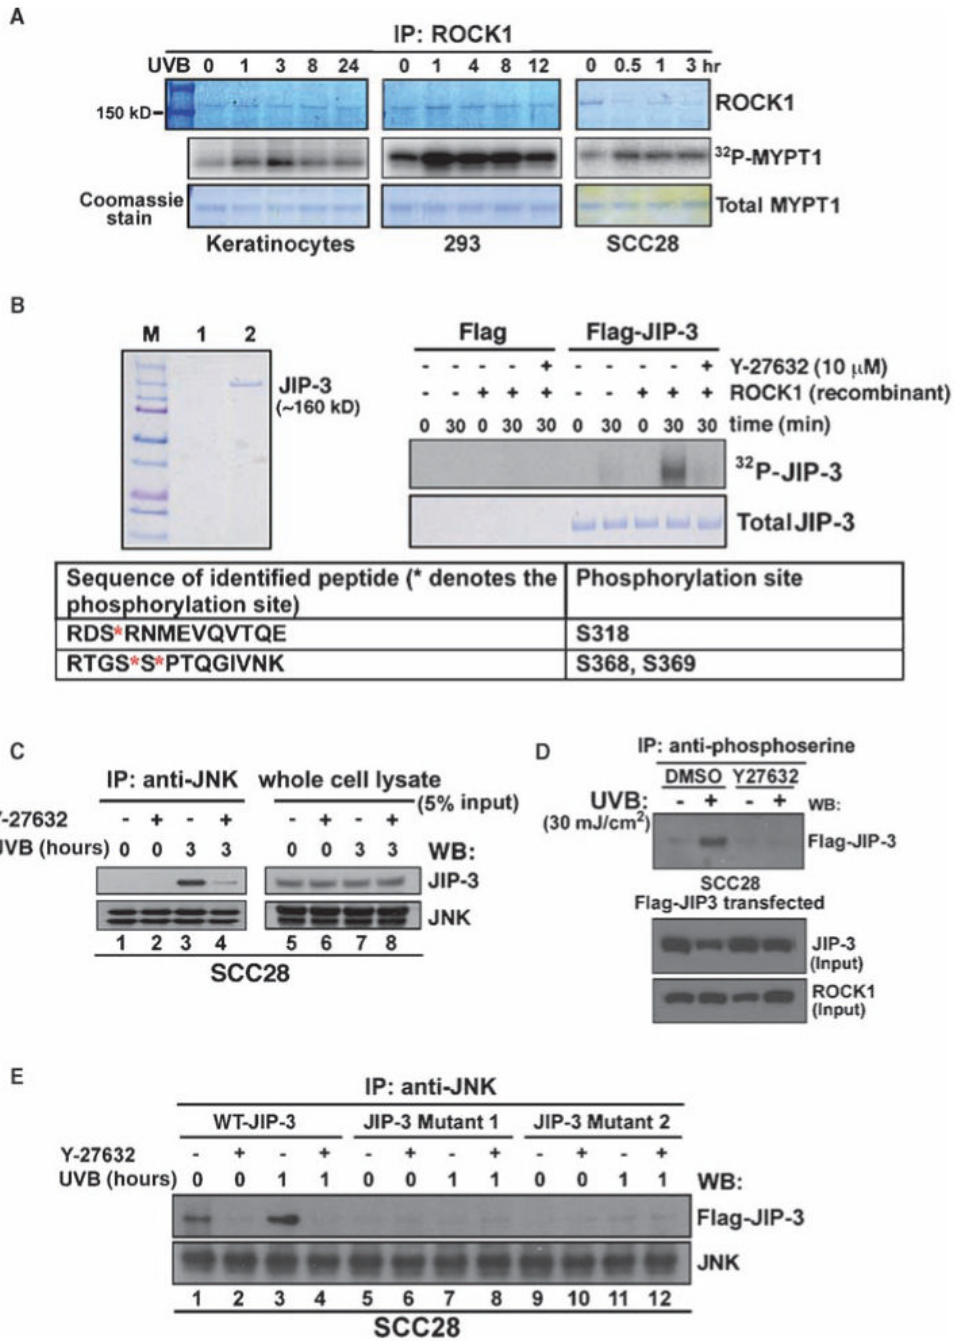 A
IP: ROCK1
UVB 0 1 3 8 24 0 1 4 8 12 0 0.5 1 3 hr
150 kD
ROCK1
32P-MYPT1
Coomassie stain
Total MYPT1
Keratinocytes 293 SCC28
B
M 1 2
JIP-3
(~160 kD)
Flag Flag-JIP-3
- - - - + - - - - + Y-27632 (10 µM)
- - + + + - - + + + ROCK1 (recombinant)
0 30 0 30 30 0 30 0 30 30 time (min)
32P-JIP-3
Total JIP-3
Sequence of identified peptide (* denotes the phosphorylation site) Phosphorylation site
RDS*RNMEVQVTQE S318
RTGS*S*PTQGIVNK S368, S369
C
IP: anti-JNK whole cell lysate
(5% input)
-27632 - + - + - + - +
UVB (hours) 0 0 3 3 0 0 3 3 WB:
JIP-3
JNK
1 2 3 4 5 6 7 8
SCC28
D
IP: anti-phosphoserine
DMSO Y27632
UVB: - + - + WB:
(30 mJ/cm2)
Flag-JIP-3
SCC28
Flag-JIP3 transfected
JIP-3
(Input)
ROCK1
(Input)
E
IP: anti-JNK
WT-JIP-3 JIP-3 Mutant 1 JIP-3 Mutant 2
Y-27632 - + - + - + - + - + - +
UVB (hours) 0 0 1 1 0 0 1 1 0 0 1 1 WB:
Flag-JIP-3
JNK
1 2 3 4 5 6 7 8 9 10 11 12
SCC28